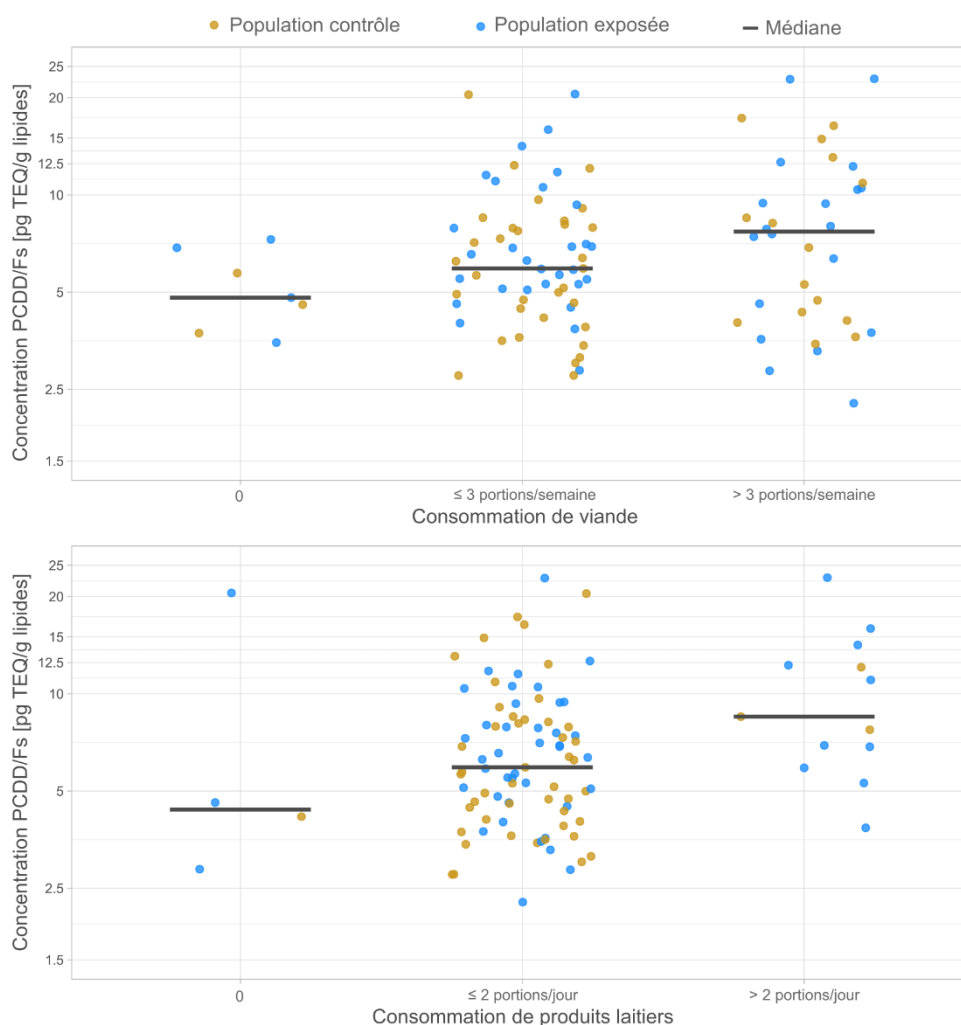 Population contrôle Population exposée Médiane
Concentration PCDD/Fs [pg TEQ/g lipides]
25
20
15
12.5
10
5
2.5
1.5
0 ≤ 3 portions/semaine > 3 portions/semaine
Consommation de viande
Concentration PCDD/Fs [pg TEQ/g lipides]
25
20
15
12.5
10
5
2.5
1.5
0 ≤ 2 portions/jour > 2 portions/jour
Consommation de produits laitiers